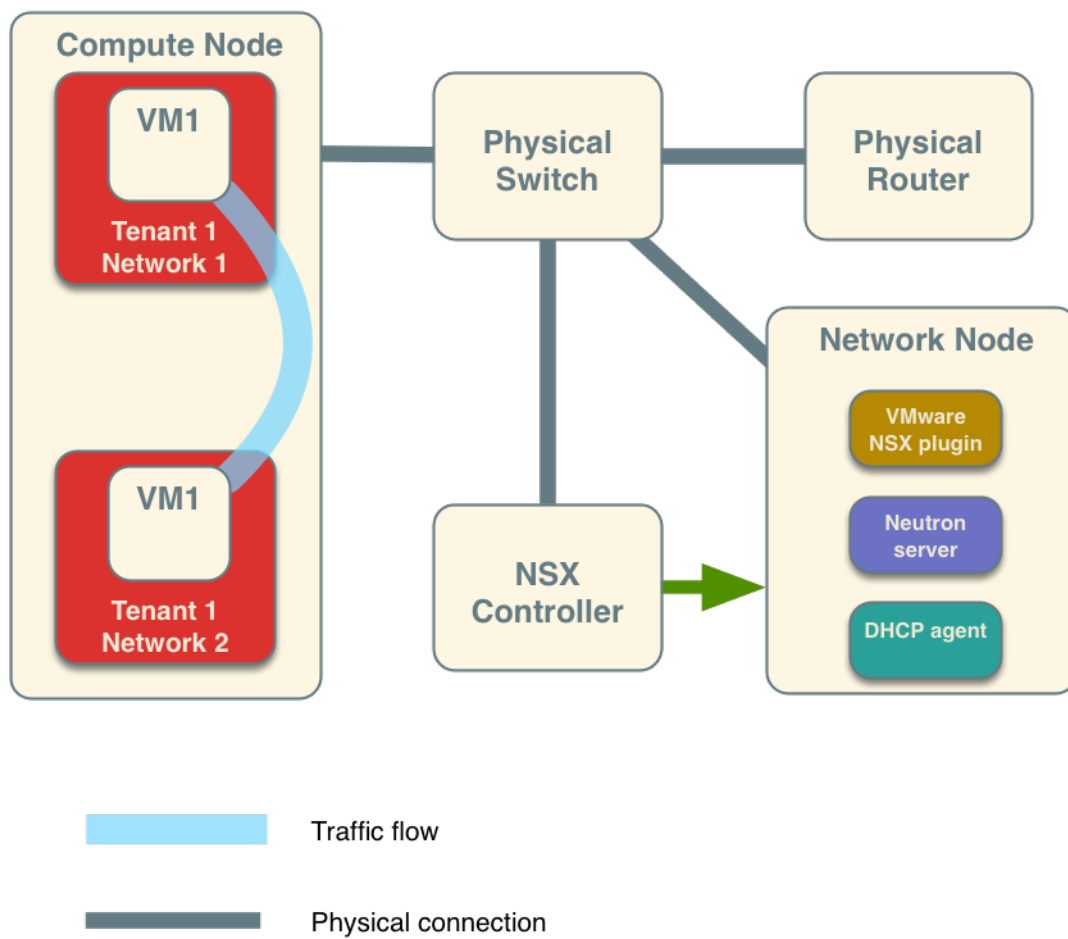 Compute Node
VM1
Tenant 1
Network 1
VM1
Tenant 1
Network 2
Physical
Switch
Physical
Router
NSX
Controller
Network Node
VMware
NSX plugin
Neutron
server
DHCP agent
Traffic flow
Physical connection